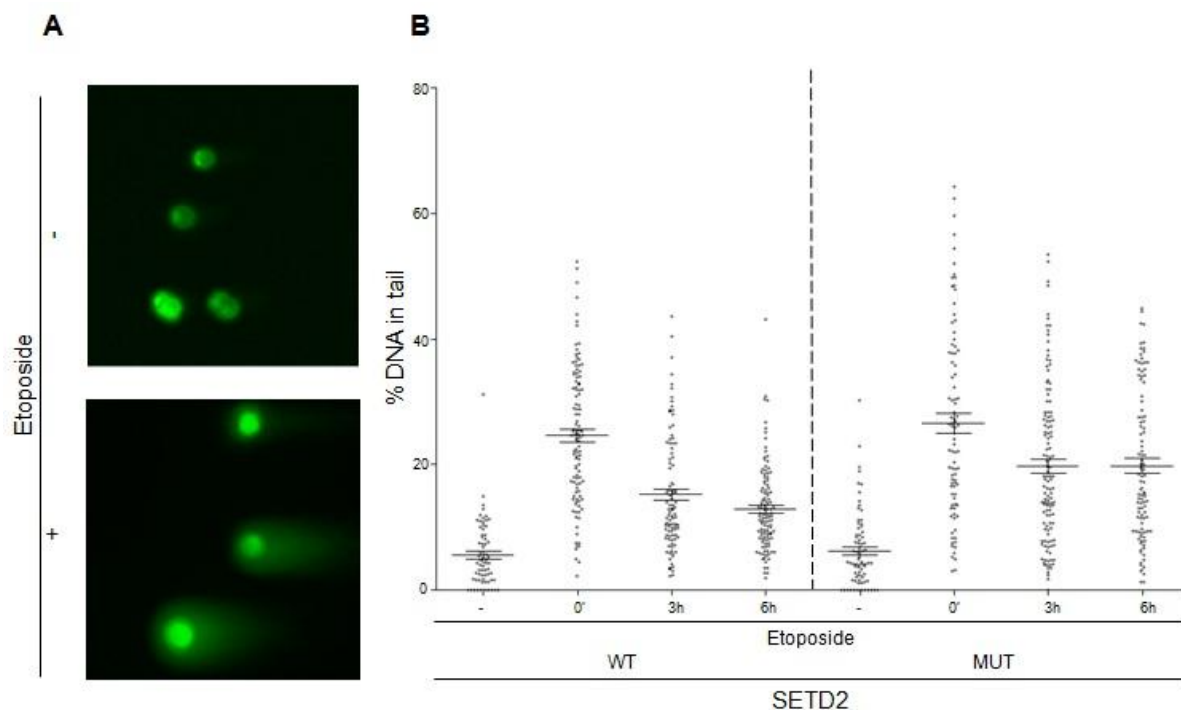 A
B
Etoposide
-
+
% DNA in tail
80
60
40
20
0
- 0' 3h 6h - 0' 3h 6h
Etoposide
WT MUT
SETD2